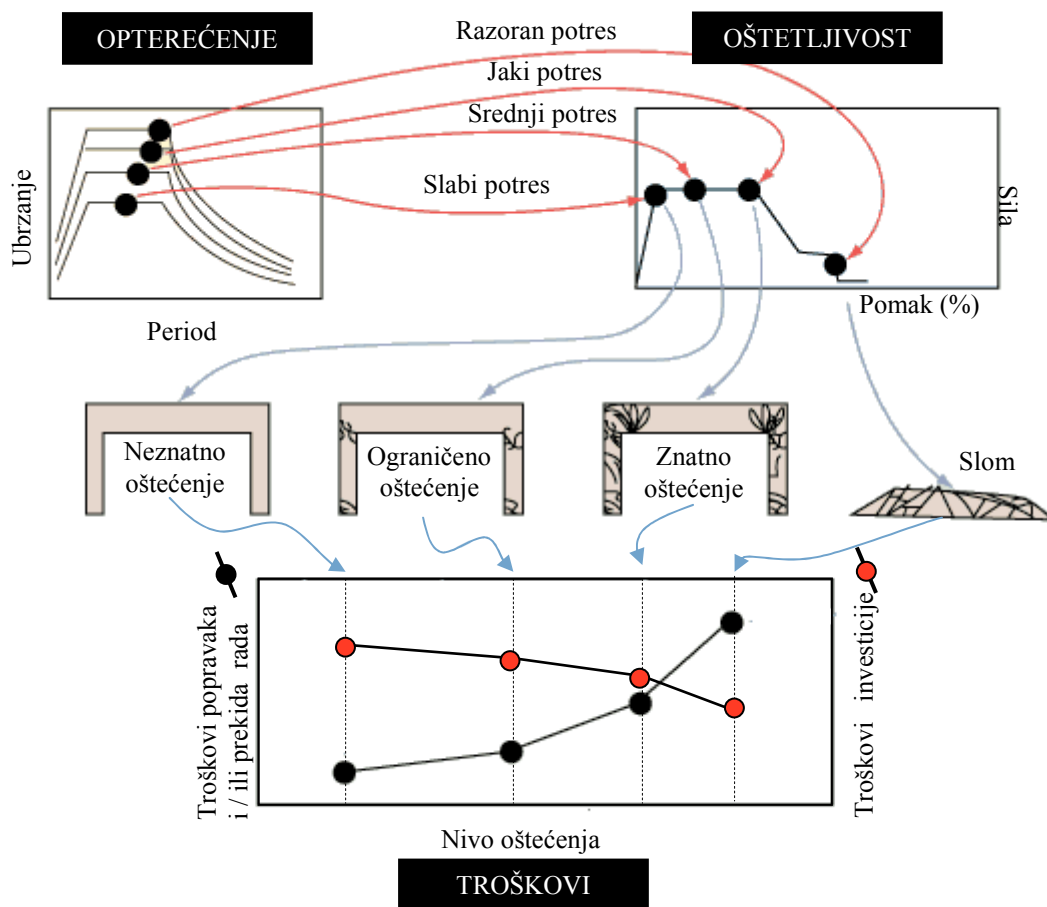 OPTEREĆENJE
OŠTETLJIVOST
Razoran potres
Jaki potres
Srednji potres
Slabi potres
Ubrzanje
Period
Sila
Pomak (%)
Neznatno
oštećenje
Ograničeno
oštećenje
Znatno
oštećenje
Slom
Troškovi popravaka
i / ili prekida rada
Troškovi investicije
Nivo oštećenja
TROŠKOVI